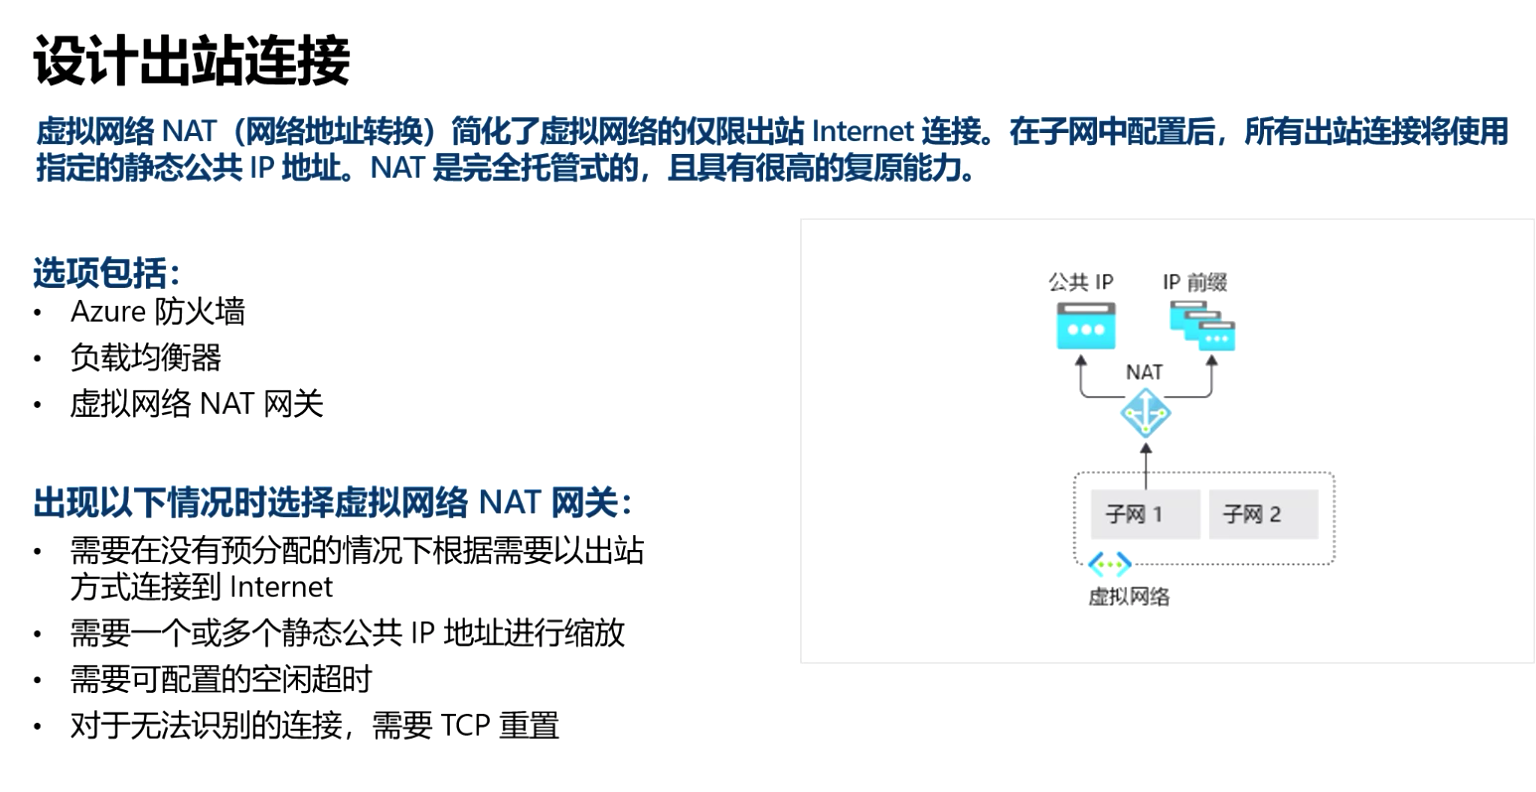 设计出站连接
虚拟网络 NAT（网络地址转换）简化了虚拟网络的仅限出站 Internet 连接。在子网中配置后，所有出站连接将使用
指定的静态公共 IP 地址。NAT 是完全托管式的，且具有很高的复原能力。
选项包括：
• Azure 防火墙
• 负载均衡器
• 虚拟网络 NAT 网关
出现以下情况时选择虚拟网络 NAT 网关：
• 需要在没有预分配的情况下根据需要以出站
方式连接到 Internet
• 需要一个或多个静态公共 IP 地址进行缩放
• 需要可配置的空闲超时
• 对于无法识别的连接，需要 TCP 重置
公共 IP
IP 前缀
NAT
子网 1
子网 2
虚拟网络